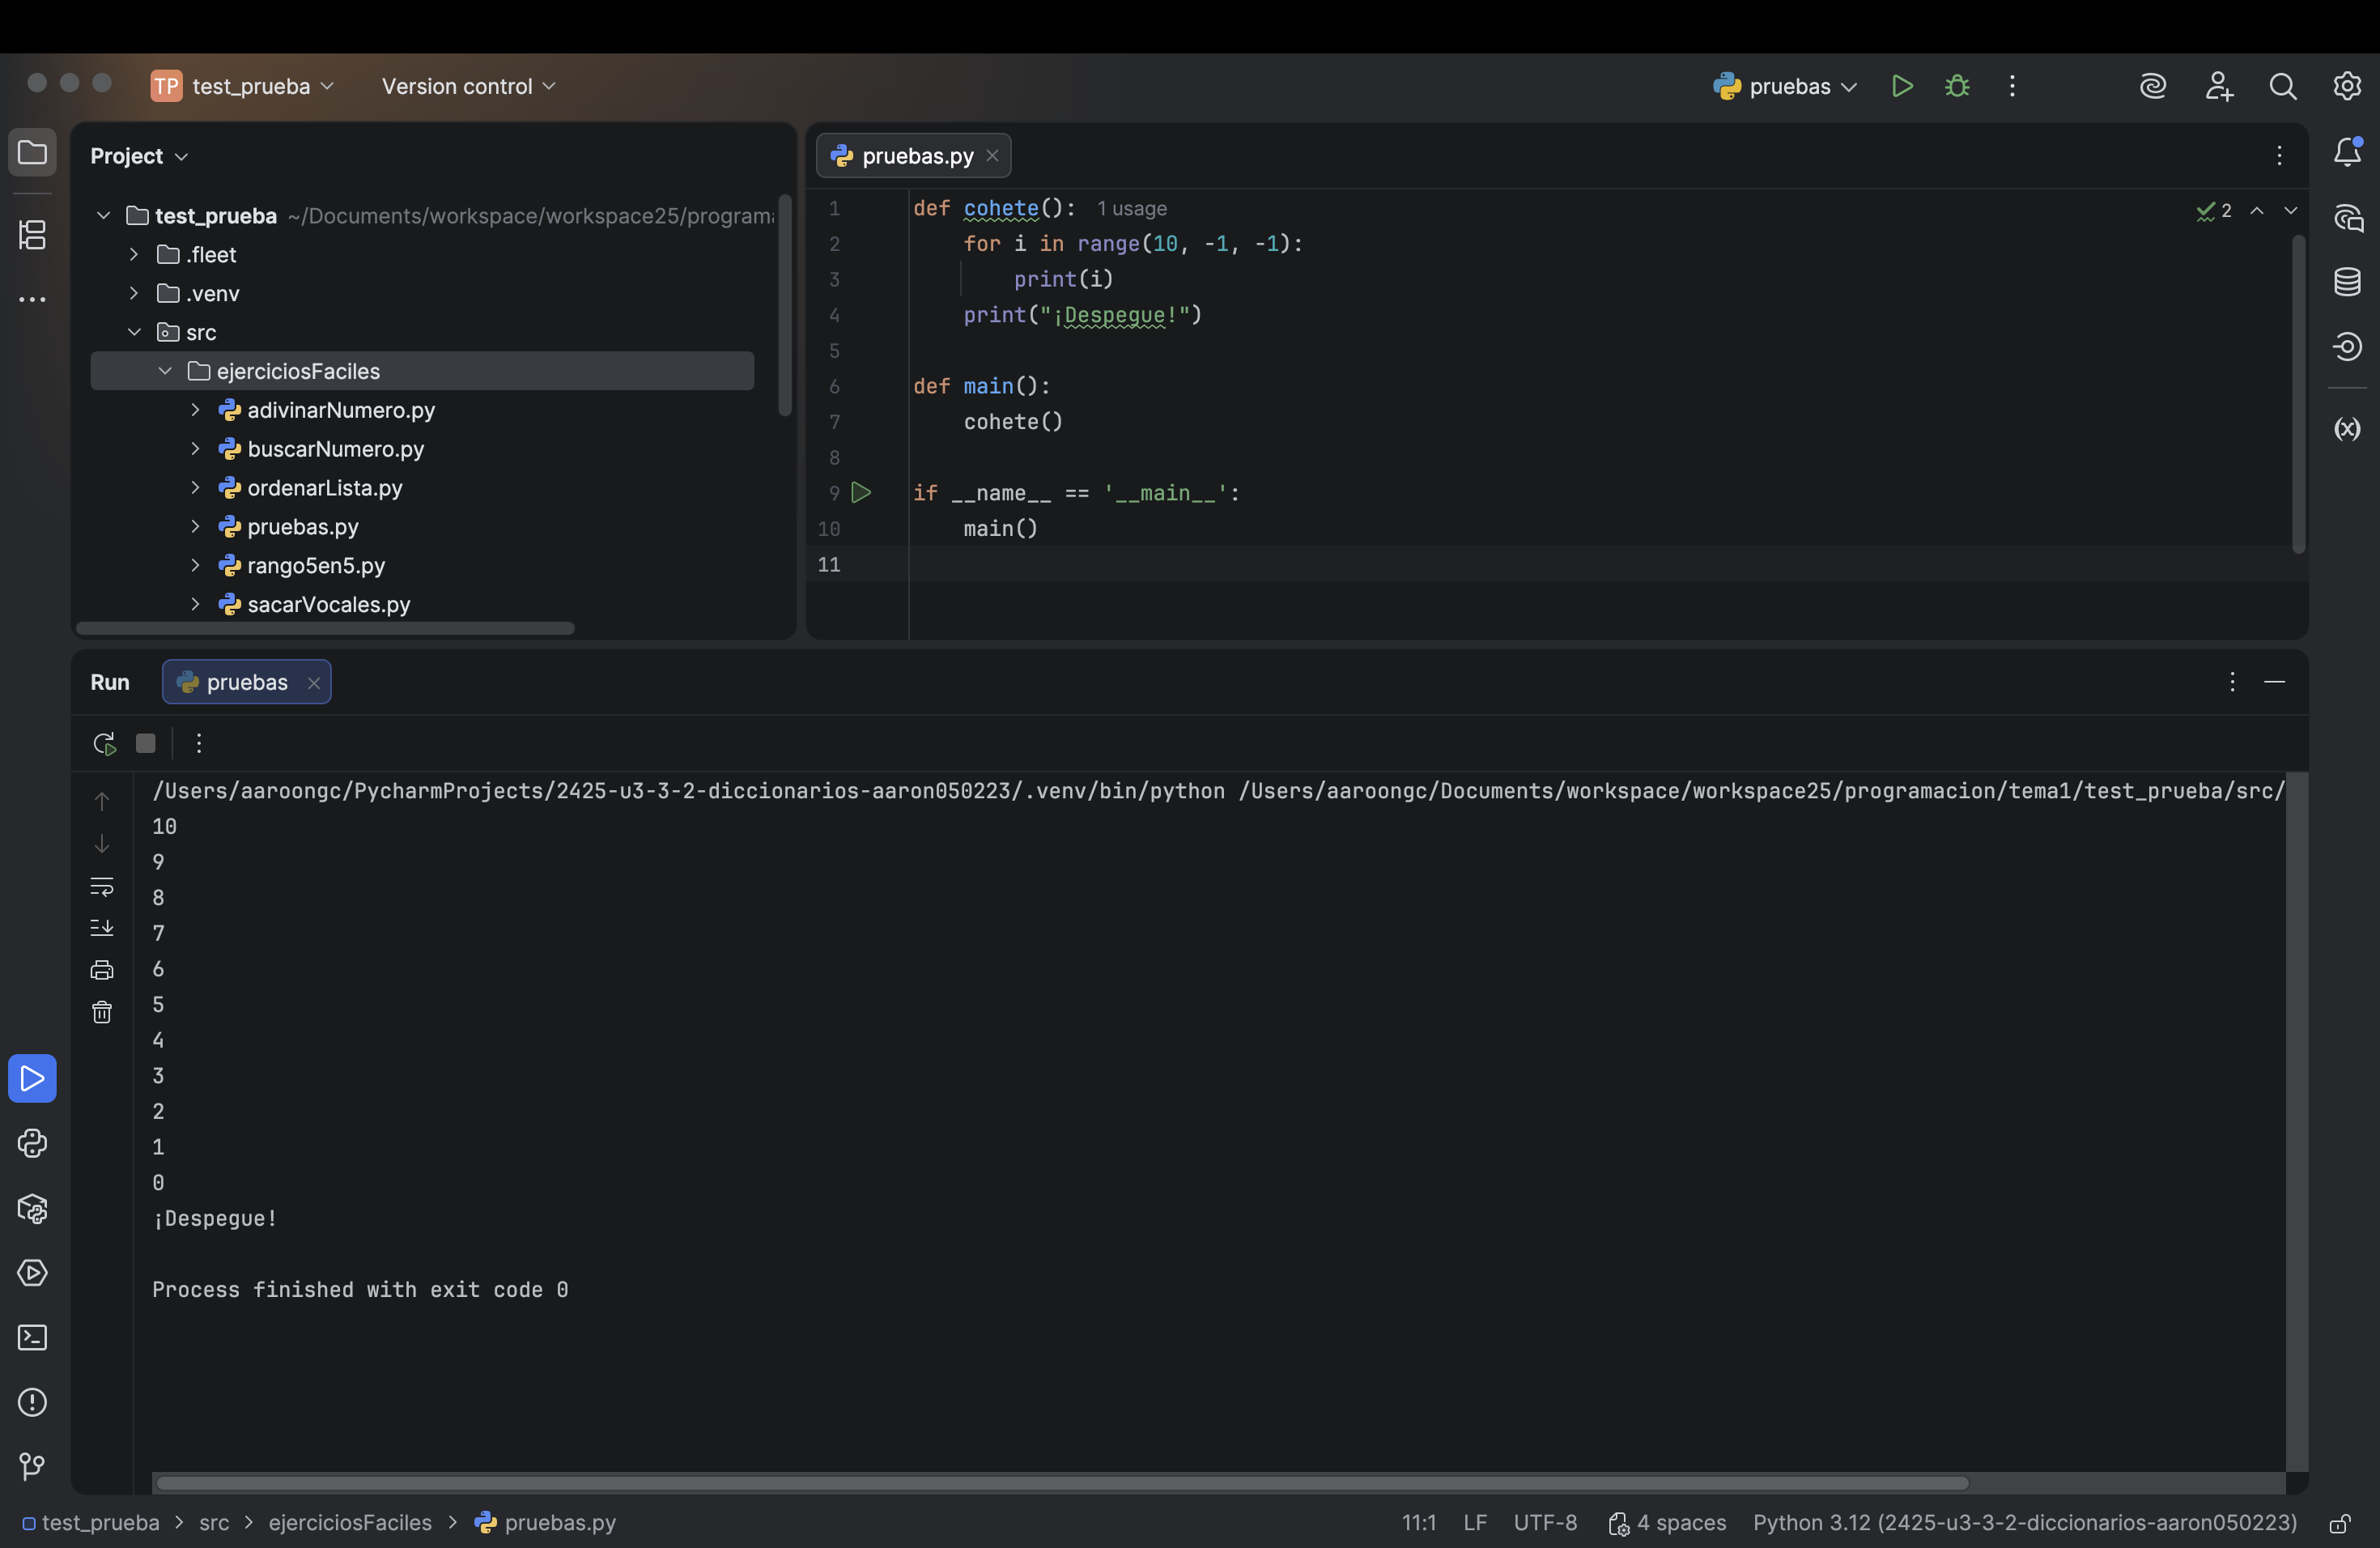 TP test_prueba Version control pruebas
Project
test_prueba ~/Documents/workspace/workspace25/
.fleet
.venv
src
ejerciciosFaciles
adivinarNumero.py
buscarNumero.py
ordenarLista.py
pruebas.py
rango5en5.py
sacarVocales.py
pruebas.py
1 def cohete(): 1 usage
2 for i in range(10, -1, -1):
3 print(i)
4 print("¡Despegue!")
5
6 def main():
7 cohete()
8
9 if __name__ == '__main__':
10 main()
11
2
Run pruebas
/Users/aaroongc/PycharmProjects/2425-u3-3-2-diccionarios-aaron050223/.venv/bin/python /Users/aaroongc/Documents/workspace/workspace25/programacion/tema1/test_prueba/src/
10
9
8
7
6
5
4
3
2
1
0
¡Despegue!
Process finished with exit code 0
test_prueba > src > ejerciciosFaciles > pruebas.py 11:1 LF UTF-8 4 spaces Python 3.12 (2425-u3-3-2-diccionarios-aaron050223)